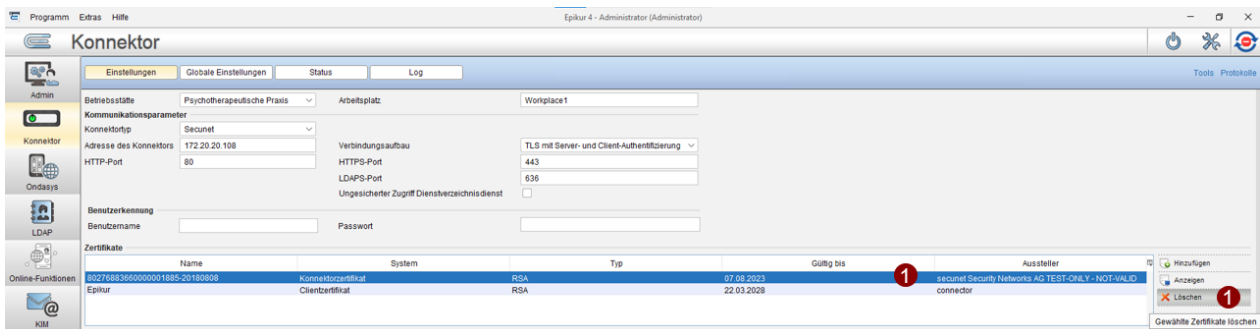 Programm Extras Hilfe Epikur 4 - Administrator (Administrator)
Konnektor
Admin
Konnektor
Ondasys
LDAP
Online-Funktionen
KIM
Einstellungen Globale Einstellungen Status Log Tools Protokolle
Betriebsstätte Psychotherapeutische Praxis Arbeitsplatz Workplace1
Kommunikationsparameter
Konnektortyp Secunet
Adresse des Konnektors 172.20.20.108 Verbindungsaufbau TLS mit Server- und Client-Authentifizierung
HTTP-Port 80 HTTPS-Port 443
LDAPS-Port 636
Ungesicherter Zugriff Dienstverzeichnisdienst
Benutzerkennung
Benutzername Passwort
Zertifikate
Name System Typ Gültig bis Aussteller
80276883660000001885-20180808 Konnektorzertifikat RSA 07.08.2023 1 secunet Security Networks AG TEST-ONLY - NOT-VALID
Epikur Clientzertifikat RSA 22.03.2028 connector
Hinzufügen
Anzeigen
Löschen 1
Gewählte Zertifikate löschen